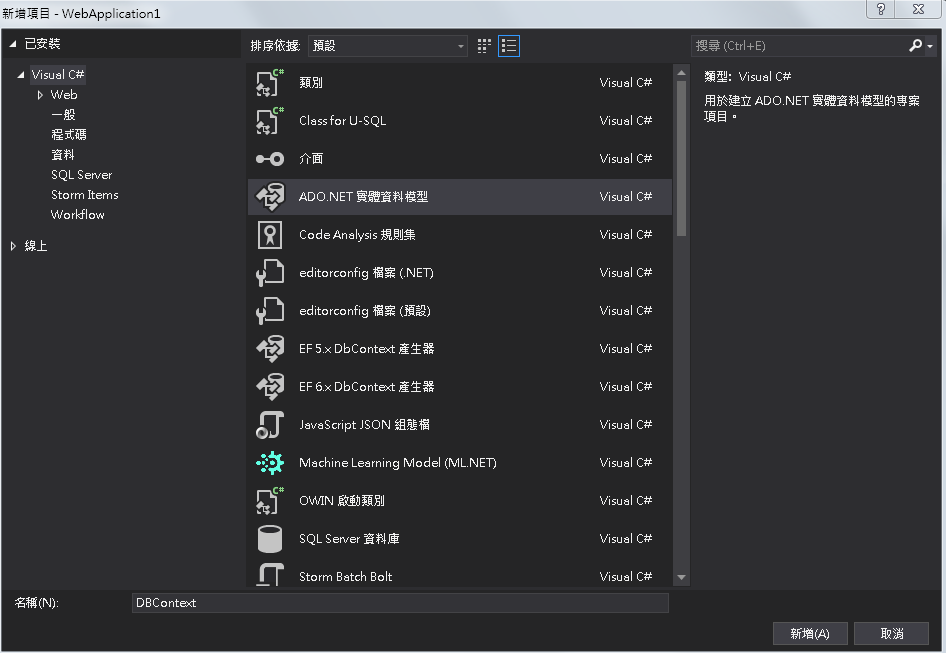 新增項目 - WebApplication1
?
已安裝
排序依據: 預設
搜尋 (Ctrl+E)
Visual C#
Web
一般
程式碼
資料
SQL Server
Storm Items
Workflow
線上
類別 Visual C#
Class for U-SQL Visual C#
介面 Visual C#
ADO.NET 實體資料模型 Visual C#
Code Analysis 規則集 Visual C#
editorconfig 檔案 (.NET) Visual C#
editorconfig 檔案 (預設) Visual C#
EF 5.x DbContext 產生器 Visual C#
EF 6.x DbContext 產生器 Visual C#
JavaScript JSON 組態檔 Visual C#
Machine Learning Model (ML.NET) Visual C#
OWIN 啟動類別 Visual C#
SQL Server 資料庫 Visual C#
Storm Batch Bolt Visual C#
類型: Visual C#
用於建立 ADO.NET 實體資料模型的專案
項目。
名稱(N): DBContext
新增(A) 取消